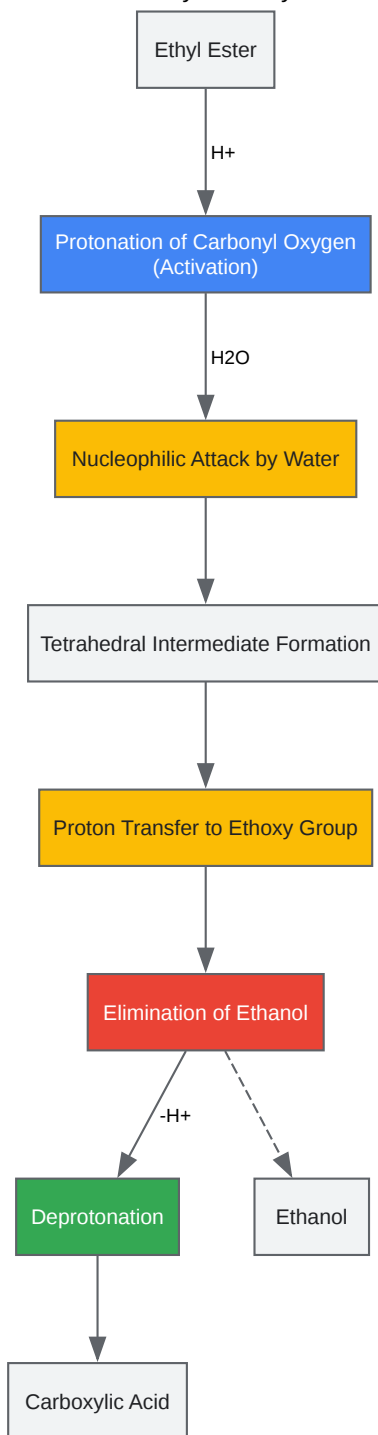 Ethyl Ester
H+
Protonation of Carbonyl Oxygen
(Activation)
H2O
Nucleophilic Attack by Water
Tetrahedral Intermediate Formation
Proton Transfer to Ethoxy Group
Elimination of Ethanol
-H+
Deprotonation
Ethanol
Carboxylic Acid